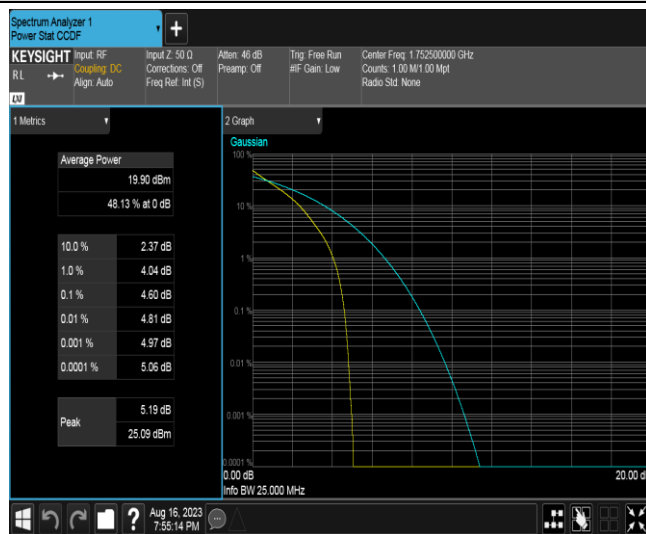 Spectrum Analyzer 1
Power Stat CCDF
+
KEYSIGHT
RL
Input: RF
Coupling: DC
Align: Auto
Input Z: 50 Ω
Corrections: Off
Freq Ref: Int (S)
Atten: 46 dB
Preamp: Off
Trig: Free Run
#IF Gain: Low
Center Freq: 1.752500000 GHz
Counts: 1.00 M/1.00 Mpt
Radio Std: None
LXI
1 Metrics
Average Power
19.90 dBm
48.13 % at 0 dB
10.0 % 2.37 dB
1.0 % 4.04 dB
0.1 % 4.60 dB
0.01 % 4.81 dB
0.001 % 4.97 dB
0.0001 % 5.06 dB
Peak
5.19 dB
25.09 dBm
2 Graph
Gaussian
100 %
10 %
1 %
0.1 %
0.01 %
0.001 %
0.0001 %
0.00 dB
20.00 d
Info BW 25.000 MHz
?
Aug 16, 2023
7:55:14 PM